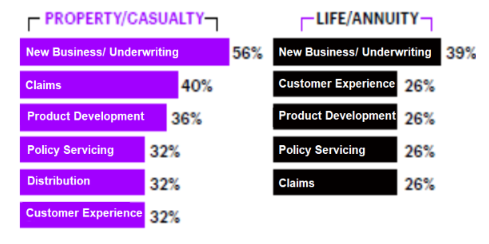 PROPERTY/CASUALTY
New Business/ Underwriting 56%
Claims 40%
Product Development 36%
Policy Servicing 32%
Distribution 32%
Customer Experience 32%
LIFE/ANNUITY
New Business/ Underwriting 39%
Customer Experience 26%
Product Development 26%
Policy Servicing 26%
Claims 26%